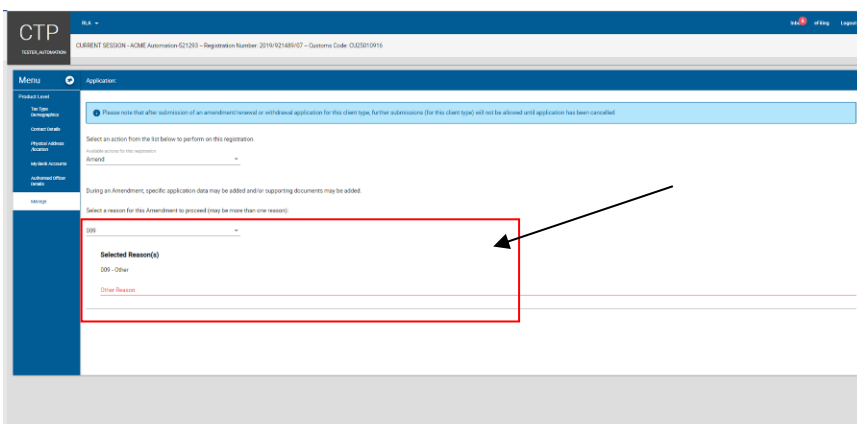 CTP
TESTER, AUTOMATION
RLA
6
eFiling
Logout
CURRENT SESSION - ACME Automation-521293 – Registration Number: 2019/921489/07 – Customs Code: CU25010916
Menu
Product Level
Tax Type
Demographics
Contact Details
Physical Address
/location
My Bank Accounts
Authorised Officer
Details
Manage
Application:
Please note that after submission of an amendment/renewal or withdrawal application for this client type, further submissions (for this client type) will not be allowed until application has been cancelled
Select an action from the list below to perform on this registration.
Available actions for this registration
Amend
During an Amendment, specific application data may be added and/or supporting documents may be added.
Select a reason for this Amendment to proceed (may be more than one reason):
009
Selected Reason(s)
009 - Other
Other Reason